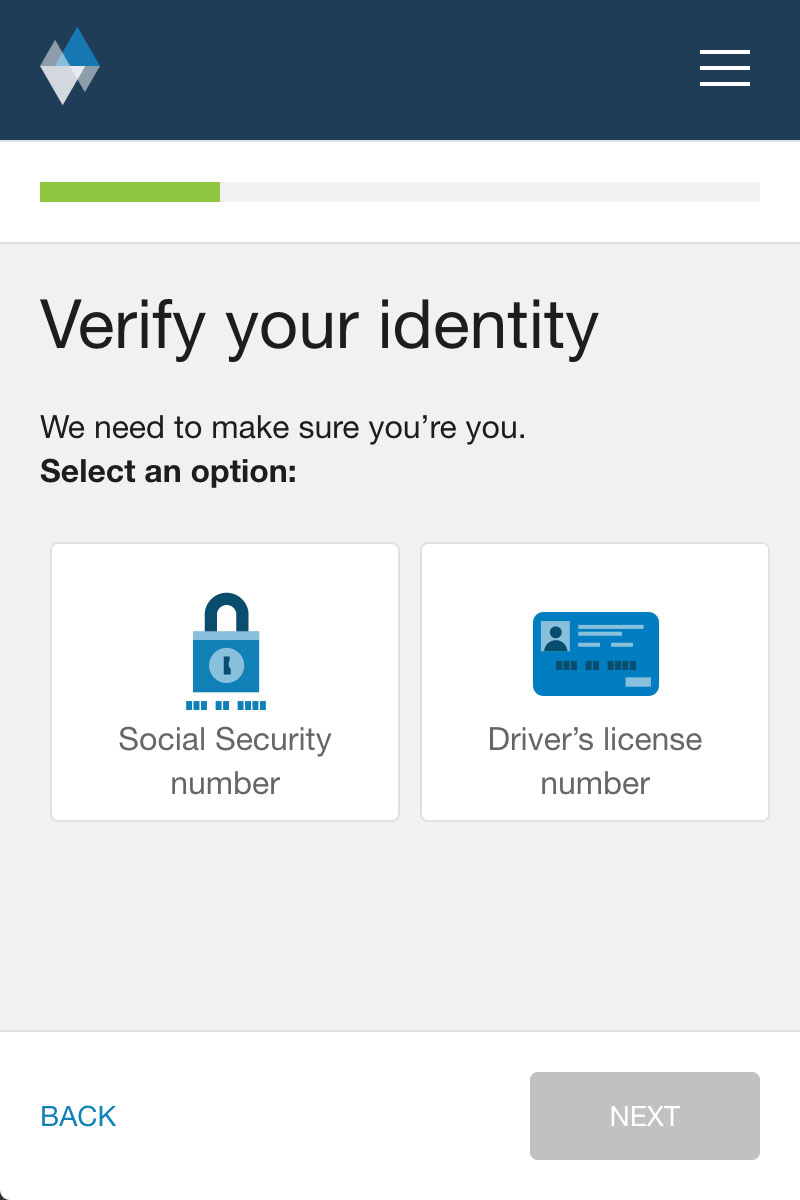 Verify your identity
We need to make sure you’re you.
Select an option:
Social Security
number
Driver’s license
number
BACK
NEXT